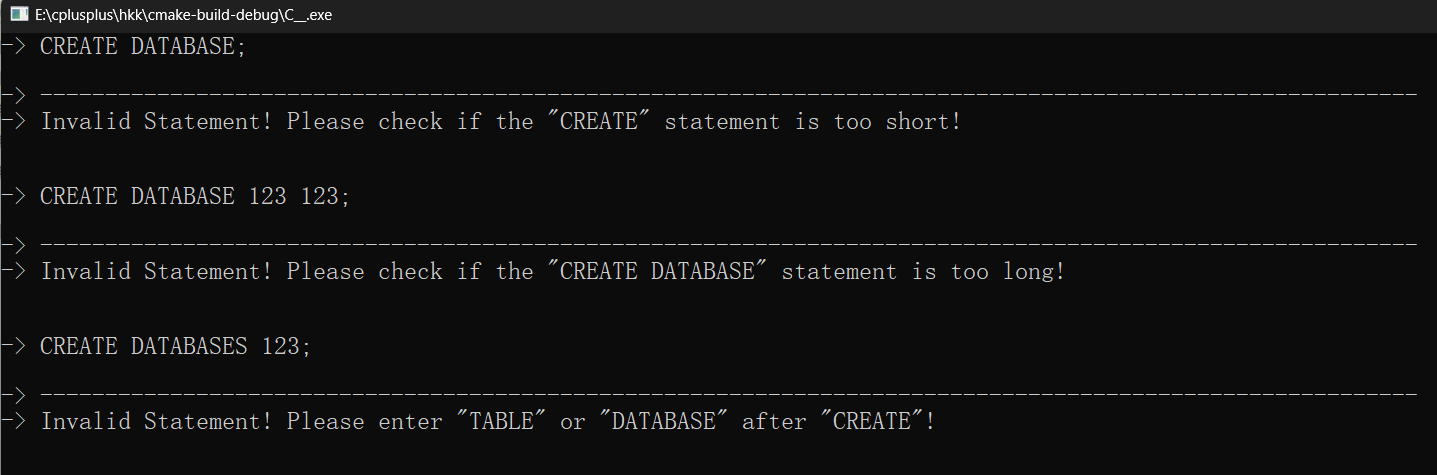 E:\cplusplus\hkk\cmake-build-debug\C__.exe
-> CREATE DATABASE;
-> ----------------------------------------------------------------------------------------------------------
-> Invalid Statement! Please check if the "CREATE" statement is too short!
-> CREATE DATABASE 123 123;
-> ----------------------------------------------------------------------------------------------------------
-> Invalid Statement! Please check if the "CREATE DATABASE" statement is too long!
-> CREATE DATABASES 123;
-> ----------------------------------------------------------------------------------------------------------
-> Invalid Statement! Please enter "TABLE" or "DATABASE" after "CREATE"!